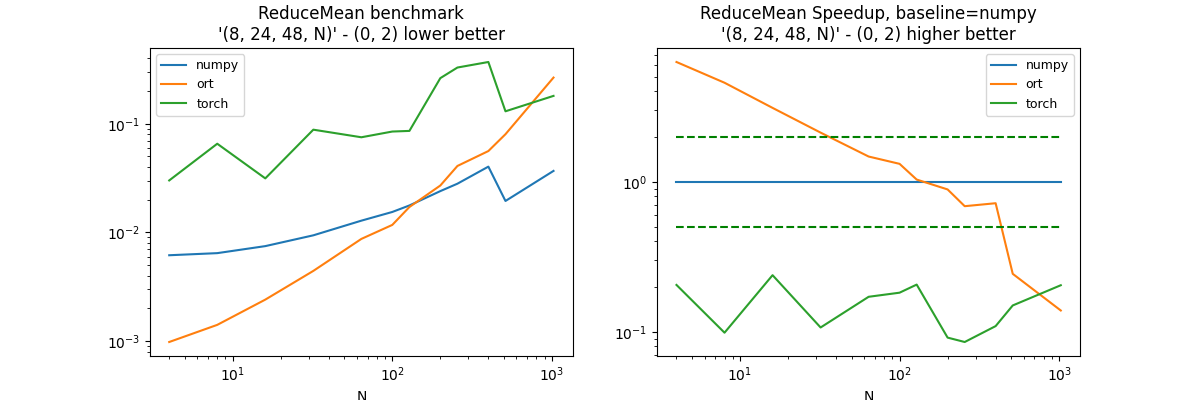 ReduceMean benchmark
'(8, 24, 48, N)' - (0, 2) lower better
numpy
ort
torch
10⁻¹
10⁻²
10⁻³
10¹ 10² 10³
N
ReduceMean Speedup, baseline=numpy
'(8, 24, 48, N)' - (0, 2) higher better
numpy
ort
torch
10⁰
10⁻¹
10¹ 10² 10³
N